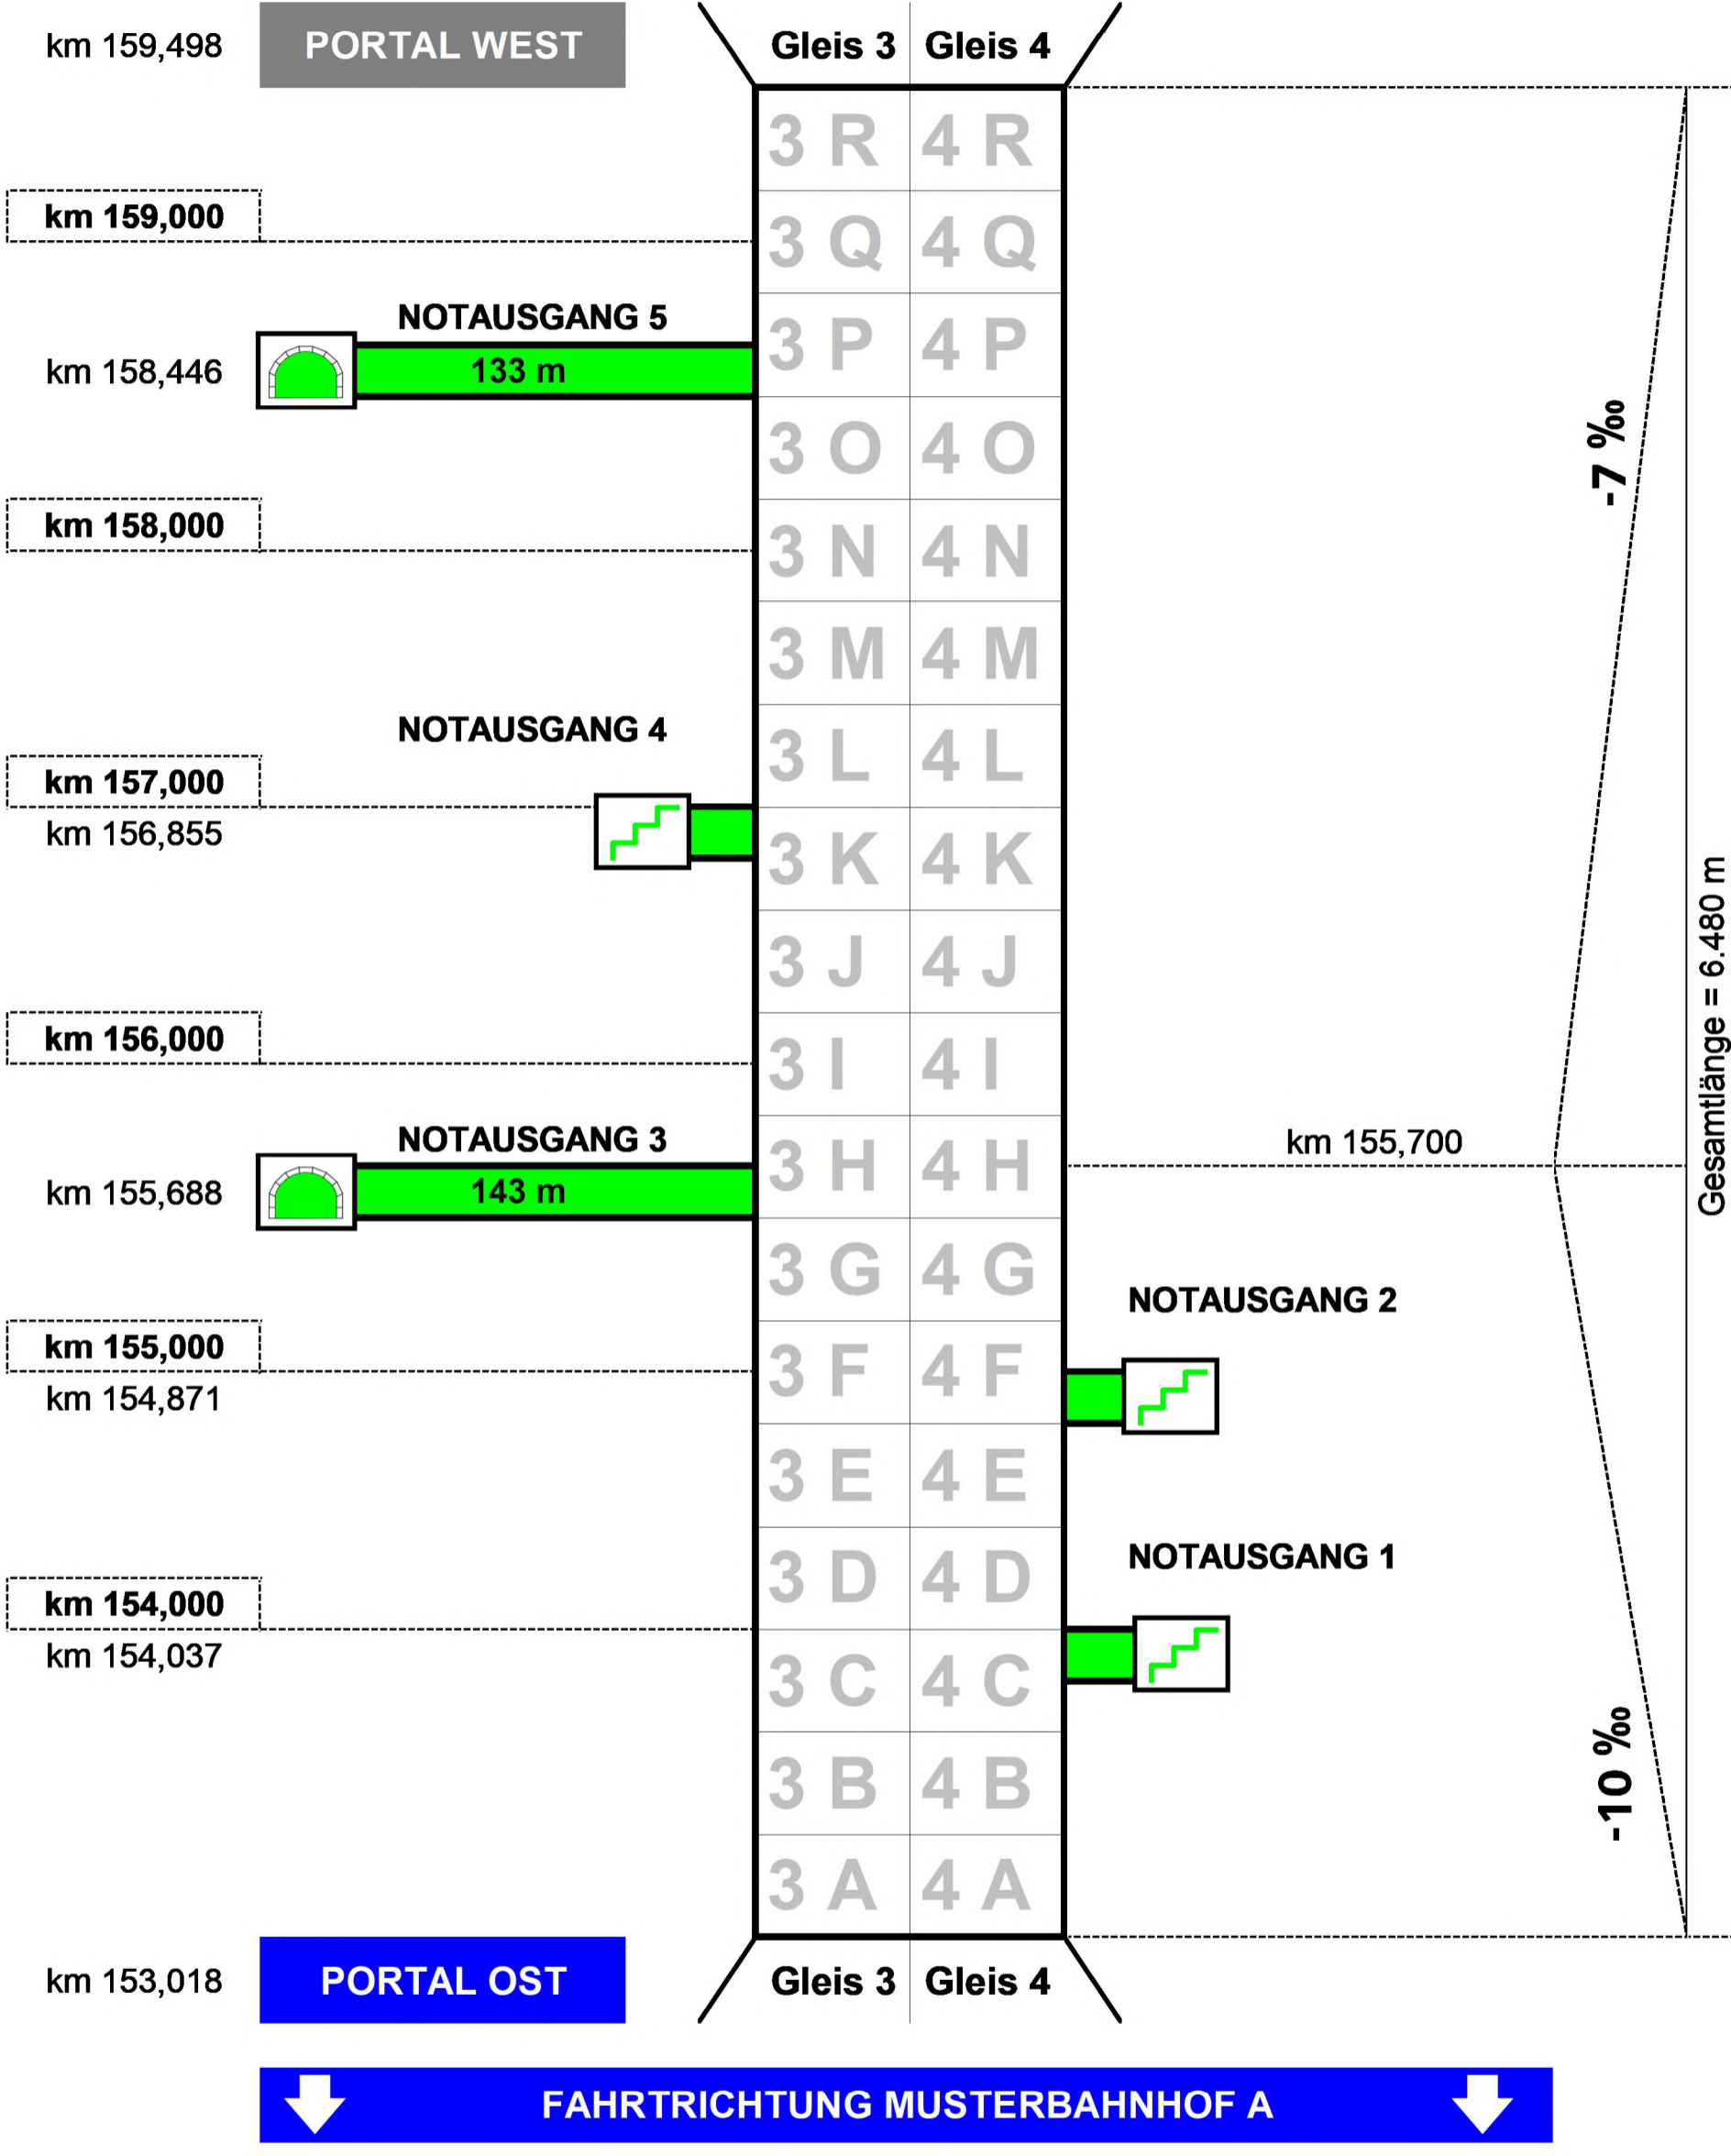 km 159,498
PORTAL WEST
Gleis 3
Gleis 4
3 R
4 R
km 159,000
3 Q
4 Q
NOTAUSGANG 5
3 P
4 P
km 158,446
133 m
-7 ‰
3 O
4 O
km 158,000
3 N
4 N
3 M
4 M
NOTAUSGANG 4
3 L
4 L
km 157,000
km 156,855
3 K
4 K
3 J
4 J
Gesamtlänge = 6.480 m
km 156,000
3 I
4 I
NOTAUSGANG 3
km 155,700
3 H
4 H
km 155,688
143 m
3 G
4 G
NOTAUSGANG 2
km 155,000
3 F
4 F
km 154,871
3 E
4 E
NOTAUSGANG 1
3 D
4 D
km 154,000
km 154,037
3 C
4 C
-10 ‰
3 B
4 B
3 A
4 A
km 153,018
PORTAL OST
Gleis 3
Gleis 4
FAHRTRICHTUNG MUSTERBAHNHOF A